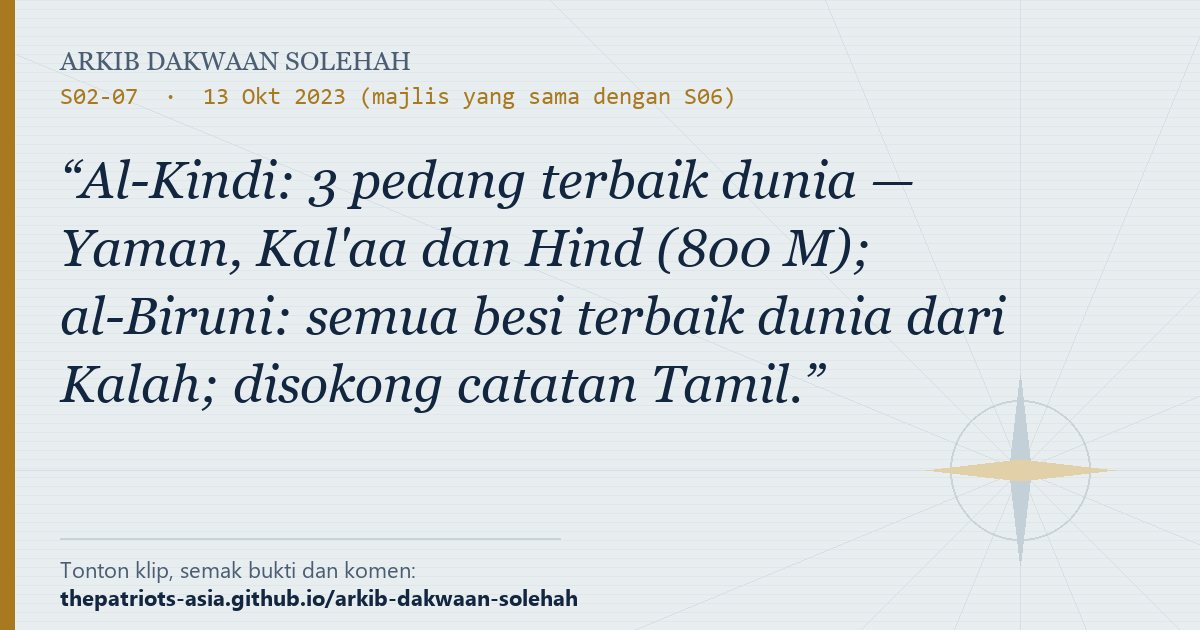 ARKIB DAKWAAN SOLEHAH
S02-07 · 13 Okt 2023 (majlis yang sama dengan S06)
“Al-Kindi: 3 pedang terbaik dunia —
Yaman, Kal'aa dan Hind (800 M);
al-Biruni: semua besi terbaik dunia dari
Kalah; disokong catatan Tamil.”
Tonton klip, semak bukti dan komen:
thepatriots-asia.github.io/arkib-dakwaan-solehah